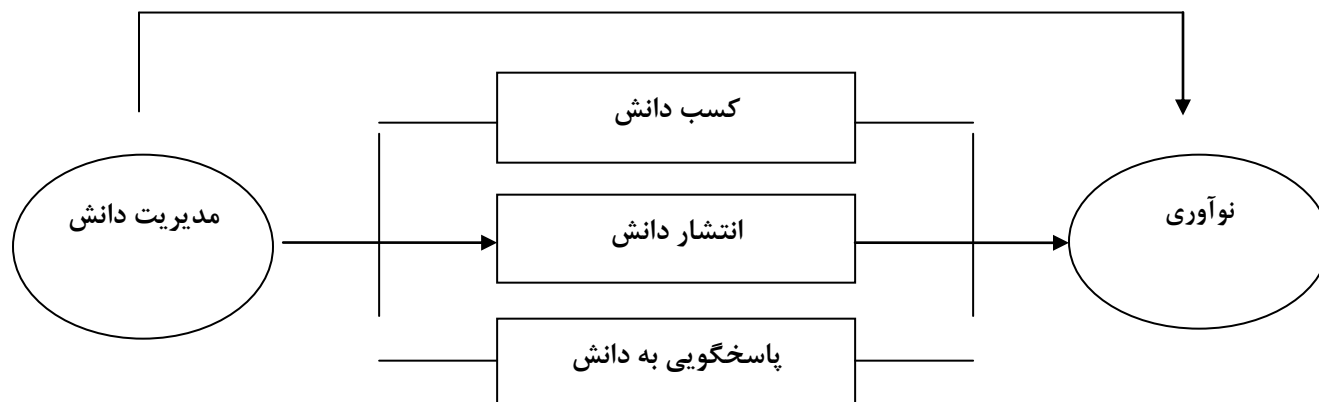 کسب دانش
مدیریت دانش
انتشار دانش
نوآوری
پاسخگویی به دانش